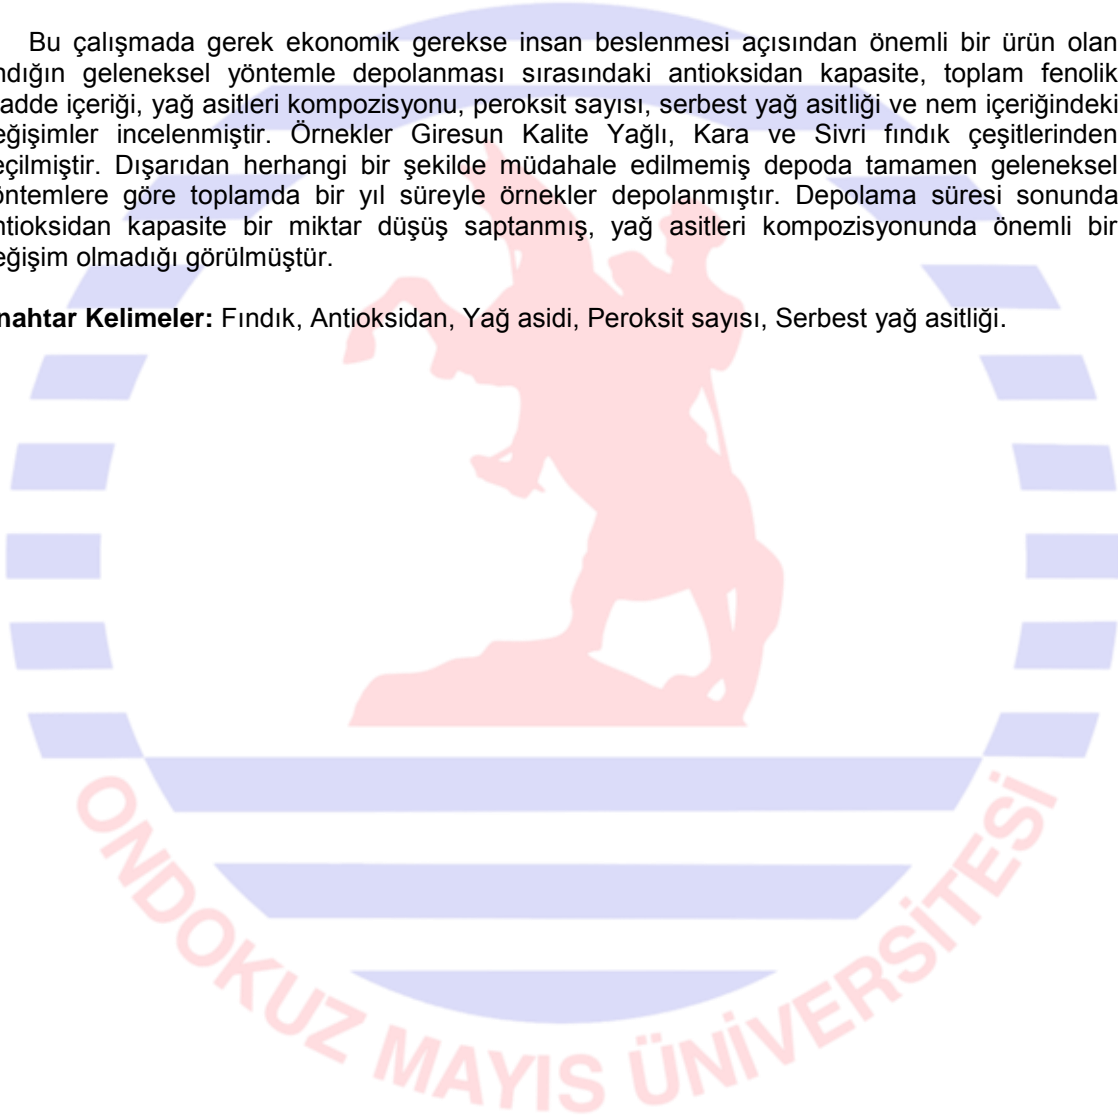 Bu çalışmada gerek ekonomik gerekse insan beslenmesi açısından önemli bir ürün olan
ndığın geleneksel yöntemle depolanması sırasındaki antioksidan kapasite, toplam fenolik
adde içeriği, yağ asitleri kompozisyonu, peroksit sayısı, serbest yağ asitliği ve nem içeriğindeki
eğişimler incelenmiştir. Örnekler Giresun Kalite Yağlı, Kara ve Sivri fındık çeşitlerinden
eçilmiştir. Dışarıdan herhangi bir şekilde müdahale edilmemiş depoda tamamen geleneksel
öntemlere göre toplamda bir yıl süreyle örnekler depolanmıştır. Depolama süresi sonunda
ntioksidan kapasite bir miktar düşüş saptanmış, yağ asitleri kompozisyonunda önemli bir
eğişim olmadığı görülmüştür.
nahtar Kelimeler: Fındık, Antioksidan, Yağ asidi, Peroksit sayısı, Serbest yağ asitliği.
ONDOKUZ MAYIS ÜNİVERSİTESİ